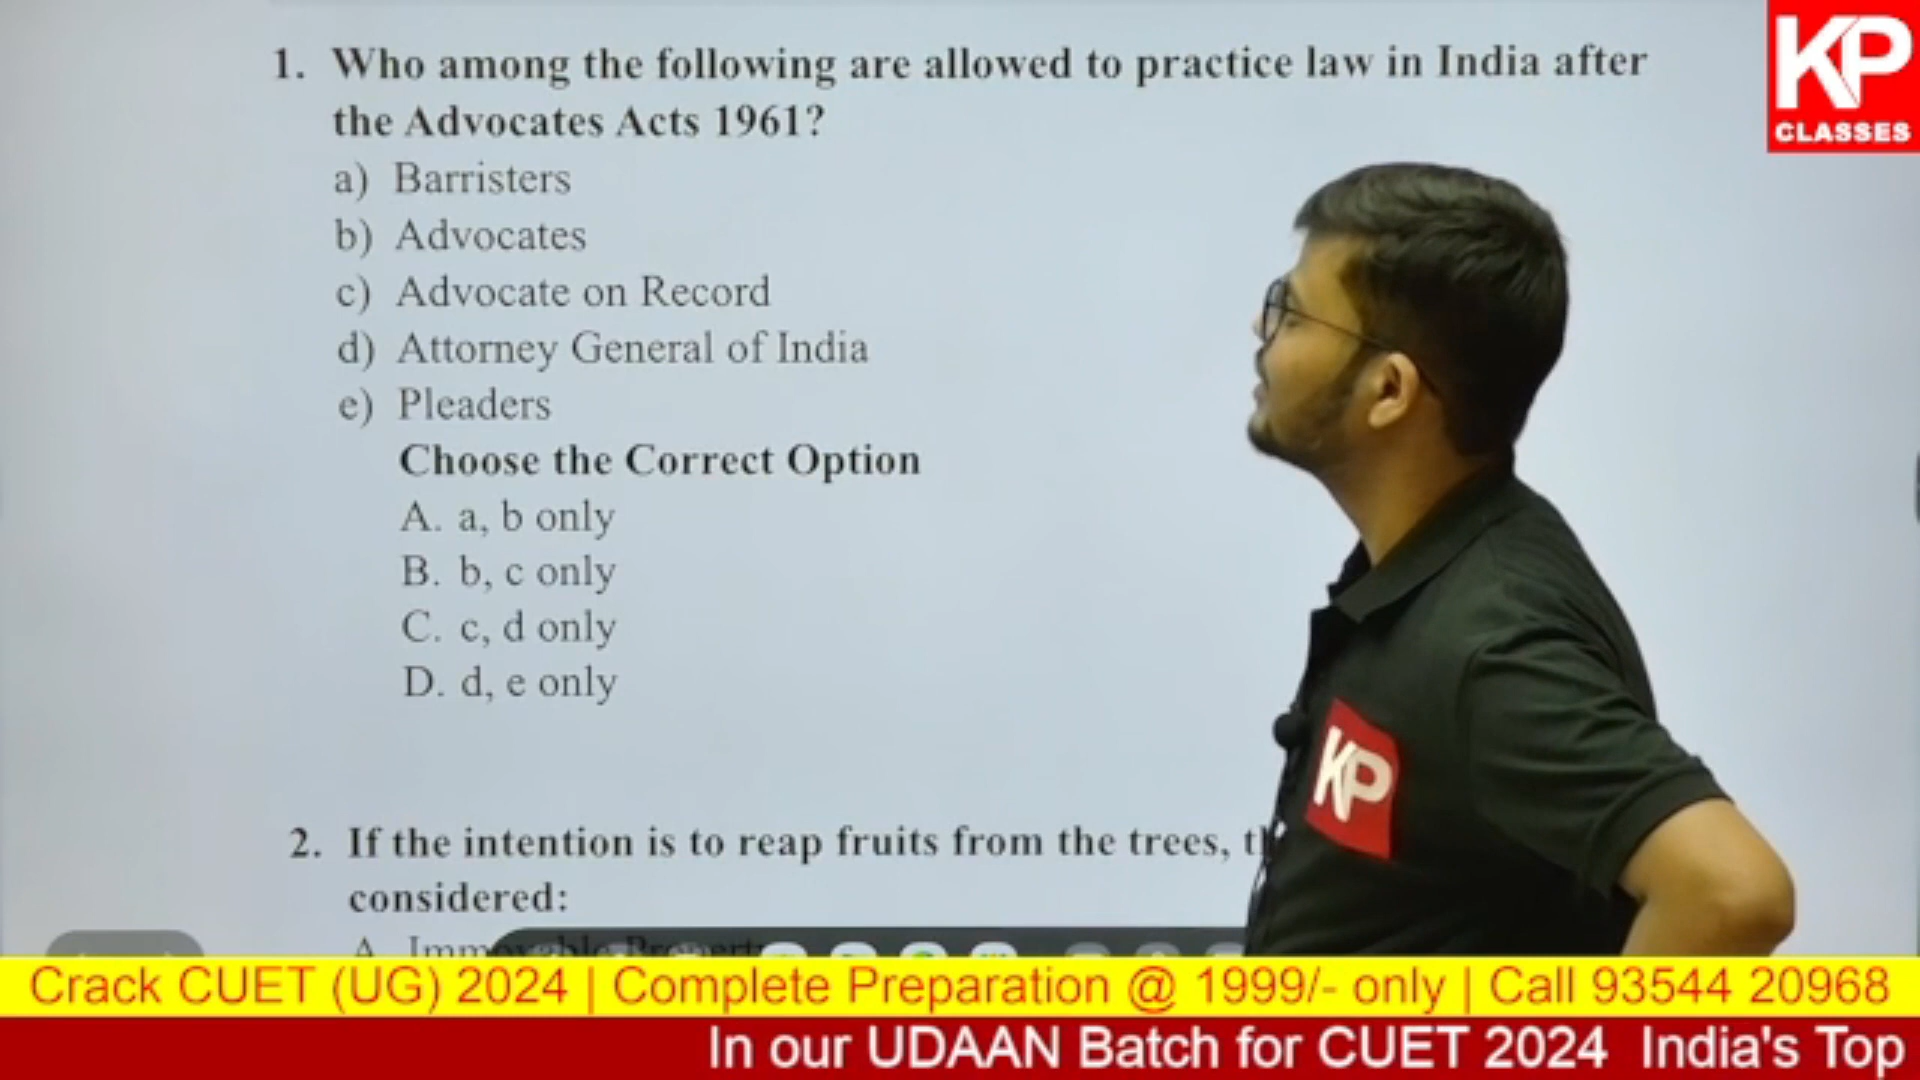 1. Who among the following are allowed to practice law in India after
the Advocates Acts 1961?
a) Barristers
b) Advocates
c) Advocate on Record
d) Attorney General of India
e) Pleaders
Choose the Correct Option
A. a, b only
B. b, c only
C. c, d only
D. d, e only
2. If the intention is to reap fruits from the trees,
considered:
A. Immovable Property
KP
CLASSES
KP
Crack CUET (UG) 2024 | Complete Preparation @ 1999/- only | Call 93544 20968
In our UDAAN Batch for CUET 2024 India's Top